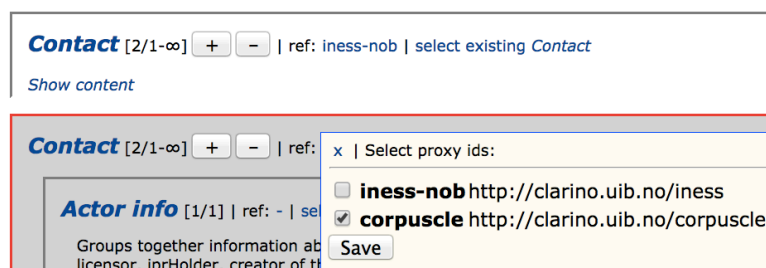 Contact [2/1-∞] + − | ref: iness-nob | select existing Contact
Show content
Contact [2/1-∞] + − | ref:
x | Select proxy ids:
iness-nob http://clarino.uib.no/iness
corpuscle http://clarino.uib.no/corpuscle
Save
Actor info [1/1] | ref: - | sel
Groups together information ab
licensor, iprHolder, creator of th